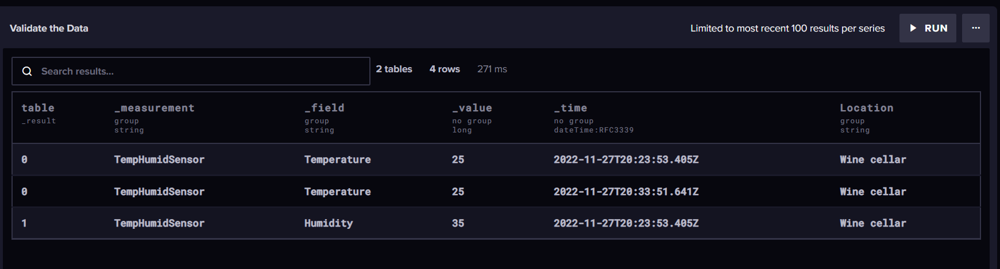 Validate the Data
Limited to most recent 100 results per series
RUN
...
Search results...
2 tables 4 rows 271 ms
table _measurement _field _value _time Location
_result group group no group no group group
string string long dateTime:RFC3339 string
0 TempHumidSensor Temperature 25 2022-11-27T20:23:53.405Z Wine cellar
0 TempHumidSensor Temperature 25 2022-11-27T20:33:51.641Z Wine cellar
1 TempHumidSensor Humidity 35 2022-11-27T20:23:53.405Z Wine cellar